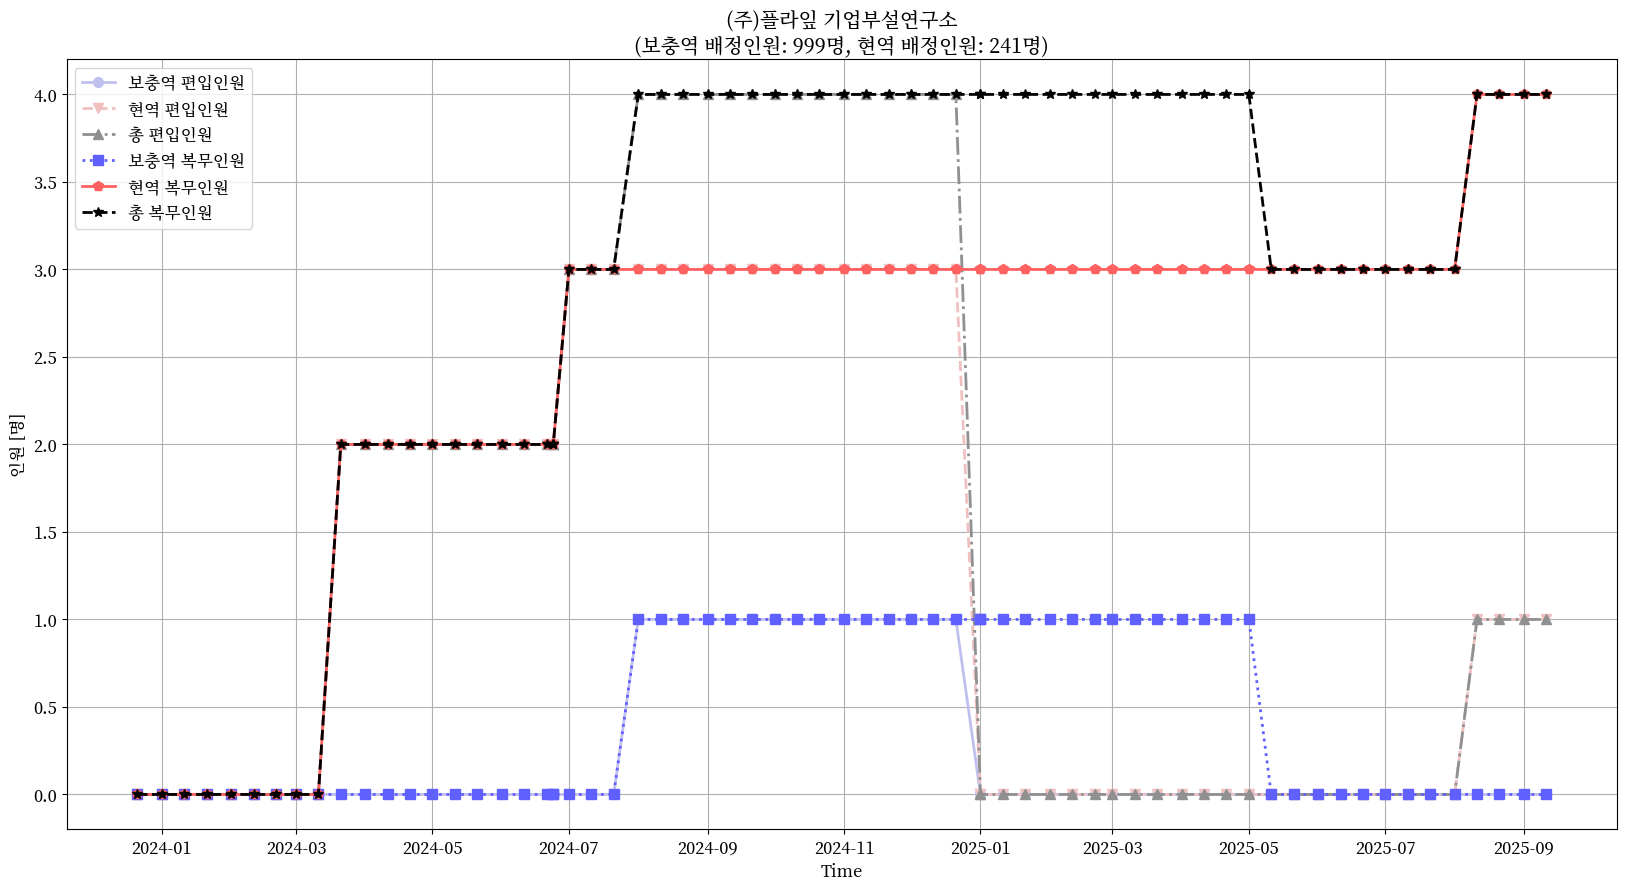 (주)플라잎 기업부설연구소
(보충역 배정인원: 999명, 현역 배정인원: 241명)
보충역 편입인원
현역 편입인원
총 편입인원
보충역 복무인원
현역 복무인원
총 복무인원
인원 [명]
4.0
3.5
3.0
2.5
2.0
1.5
1.0
0.5
0.0
2024-01
2024-03
2024-05
2024-07
2024-09
2024-11
2025-01
2025-03
2025-05
2025-07
2025-09
Time